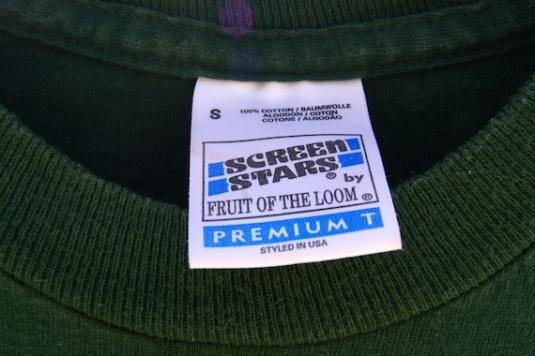 S
100% COTTON / BAUMWOLLE
ALGODON / COTON
COTONE / ALGODÃO
SCREEN
STARS ® by
FRUIT OF THE LOOM ®
PREMIUM T
STYLED IN USA